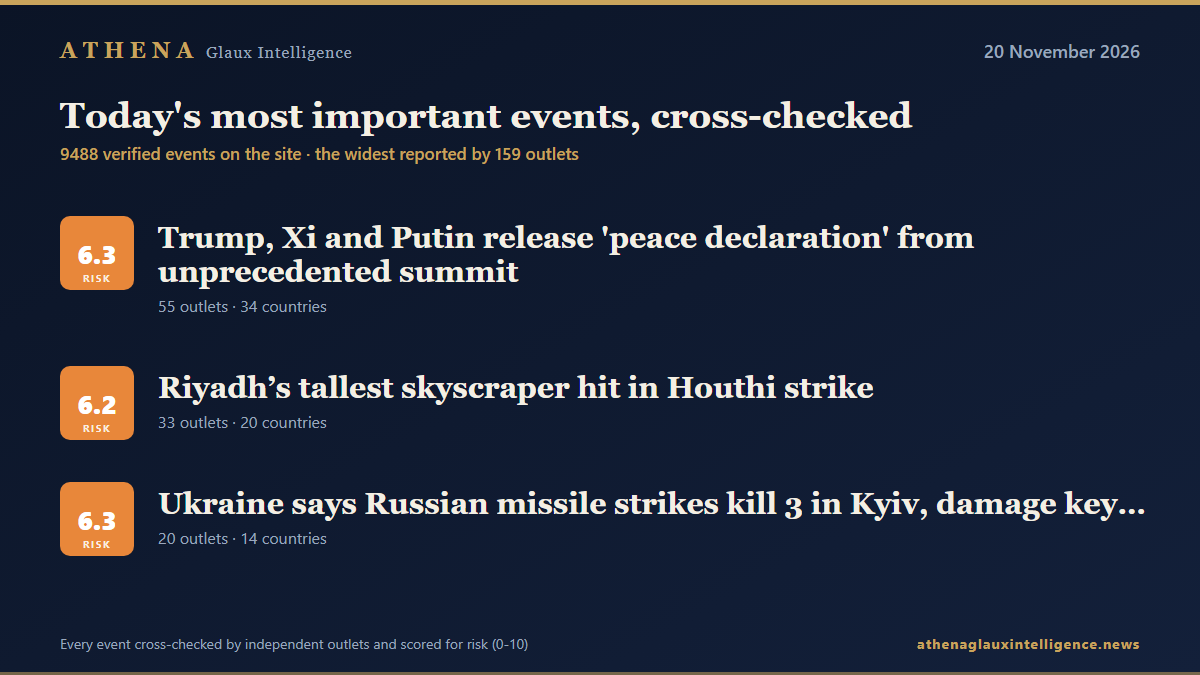 ATHENA Glaux Intelligence
20 November 2026
Today's most important events, cross-checked
9488 verified events on the site · the widest reported by 159 outlets
6.3
RISK
Trump, Xi and Putin release 'peace declaration' from
unprecedented summit
55 outlets · 34 countries
6.2
RISK
Riyadh’s tallest skyscraper hit in Houthi strike
33 outlets · 20 countries
6.3
RISK
Ukraine says Russian missile strikes kill 3 in Kyiv, damage key…
20 outlets · 14 countries
Every event cross-checked by independent outlets and scored for risk (0-10)
athenaglauxintelligence.news